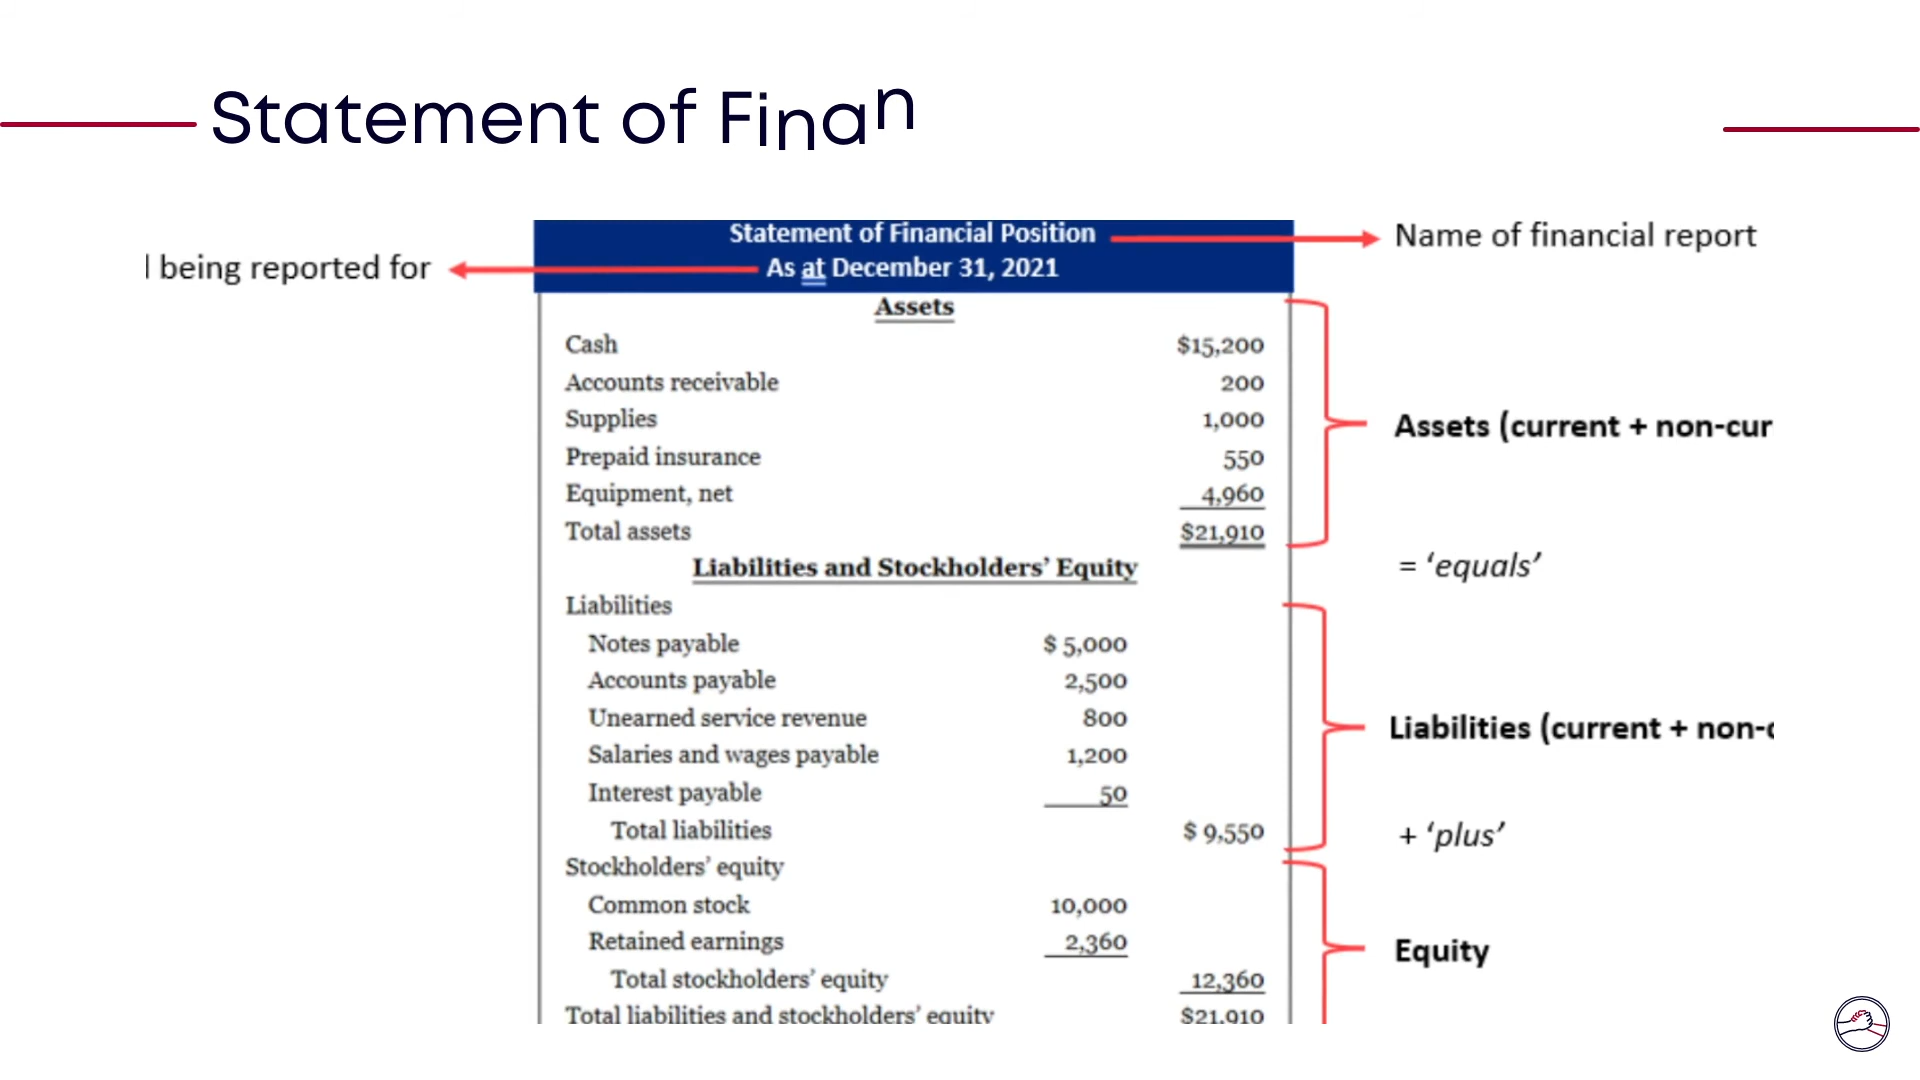 Statement of Finan
Statement of Financial Position
Name of financial report
being reported for
As at December 31, 2021
Assets
Cash $15,200
Accounts receivable 200
Supplies 1,000
Assets (current + non-cur
Prepaid insurance 550
Equipment, net 4,960
Total assets $21,910
= ‘equals’
Liabilities and Stockholders’ Equity
Liabilities
Notes payable $ 5,000
Accounts payable 2,500
Unearned service revenue 800
Liabilities (current + non-
Salaries and wages payable 1,200
Interest payable 50
Total liabilities $ 9,550
+ ‘plus’
Stockholders’ equity
Common stock 10,000
Retained earnings 2,360
Equity
Total stockholders’ equity 12,360
Total liabilities and stockholders’ equity $21,910